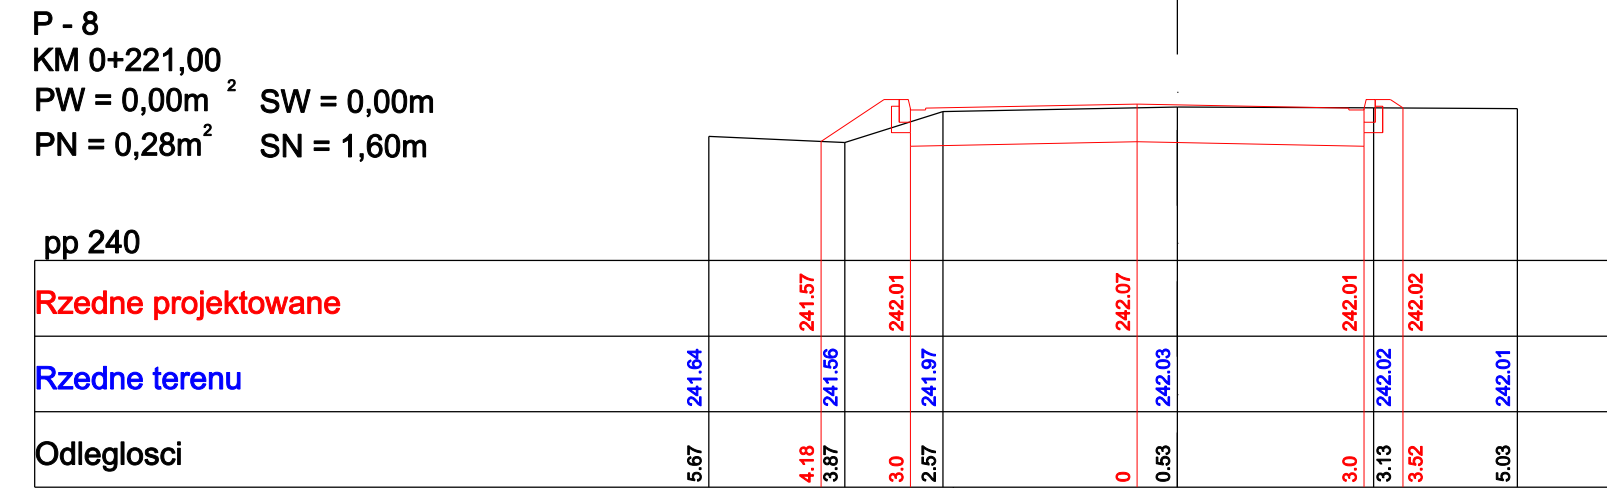 P - 8
KM 0+221,00
PW = 0,00m² SW = 0,00m
PN = 0,28m² SN = 1,60m
pp 240
Rzedne projektowane 241.57 242.01 242.07 242.01 242.02
Rzedne terenu 241.64 241.56 241.97 242.03 242.02 242.01
Odleglosci 5.67 4.18 3.87 3.0 2.57 0 0.53 3.0 3.13 3.52 5.03